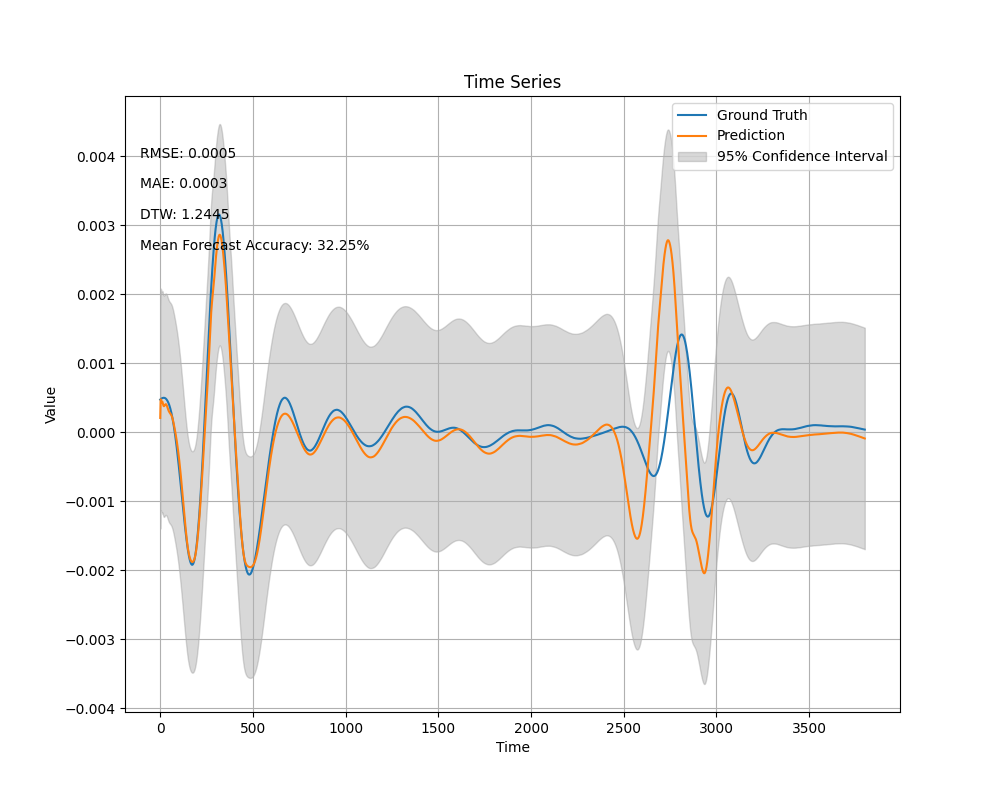 Time Series
Ground Truth
Prediction
95% Confidence Interval
RMSE: 0.0005
MAE: 0.0003
DTW: 1.2445
Mean Forecast Accuracy: 32.25%
Value
0.004
0.003
0.002
0.001
0.000
−0.001
−0.002
−0.003
−0.004
0 500 1000 1500 2000 2500 3000 3500
Time